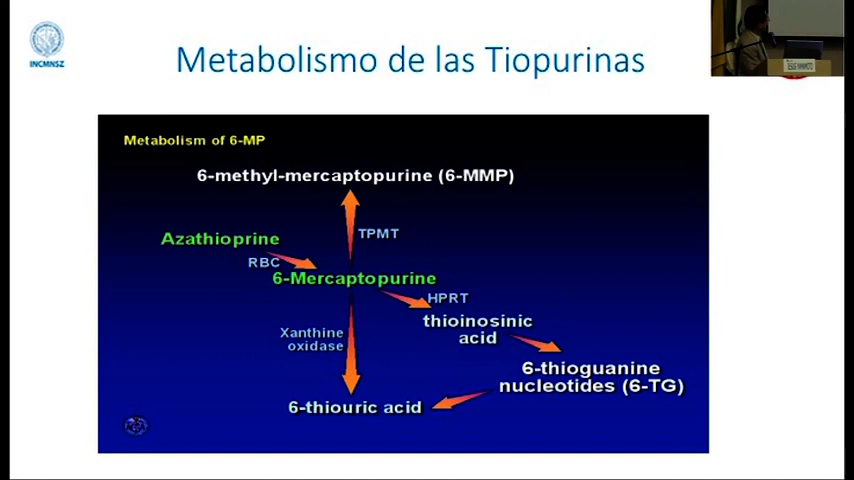 Metabolismo de las Tiopurinas
INCMNSZ
Metabolism of 6-MP
6-methyl-mercaptopurine (6-MMP)
TPMT
Azathioprine
RBC
6-Mercaptopurine
HPRT
thioinosinic
acid
Xanthine
oxidase
6-thioguanine
nucleotides (6-TG)
6-thiouric acid